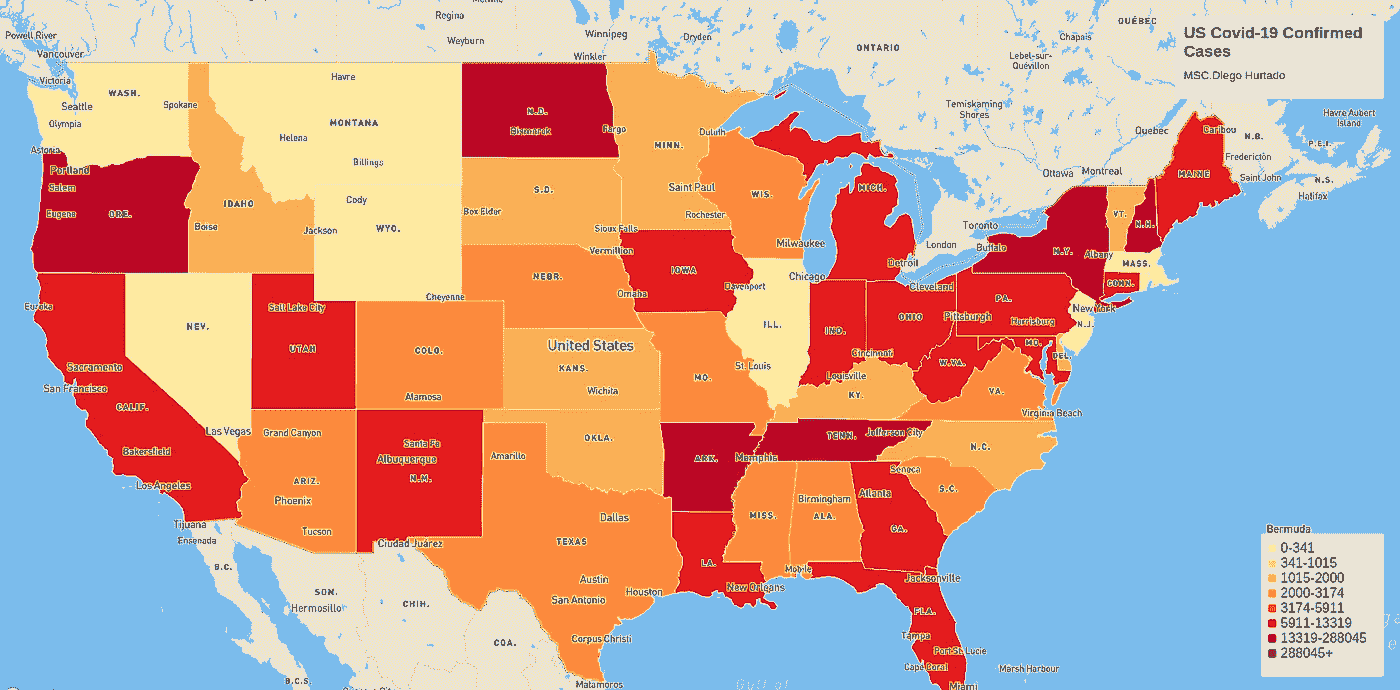 US Covid-19 Confirmed
Cases
MSC.Diego Hurtado
Powell River
Vancouver
Victoria
Regina
Weyburn
Winnipeg
Winkler
Dryden
ONTARIO
QUÉBEC
Chapais
Lebel-sur-
Quévillon
Temiskaming
Shores
Quebec
Ottawa
Montreal
Toronto
London
Caribou
N.B.
Fredericton
Saint John
P.E.I.
N.S.
Halifax
Havre Aubert
Island
WASH.
Seattle
Spokane
Olympia
Astoria
Portland
Salem
Eugene
ORE.
IDAHO
Boise
Havre
MONTANA
Helena
Billings
Cody
WYO.
Jackson
Cheyenne
N.D.
Bismarck
Fargo
S.D.
Box Elder
Sioux Falls
Vermillion
MINN.
Duluth
Saint Paul
Rochester
WIS.
Milwaukee
MICH.
Detroit
Chicago
IOWA
Davenport
NEBR.
Omaha
Eureka
NEV.
Salt Lake City
UTAH
COLO.
Alamosa
United States
KANS.
Wichita
MO.
St. Louis
ILL.
IND.
OHIO
Cleveland
Cincinnati
Louisville
KY.
W.VA.
PA.
Pittsburgh
Harrisburg
N.Y.
Buffalo
Albany
VT.
N.H.
MAINE
MASS.
CONN.
New York
N.J.
MD.
DEL.
VA.
Virginia Beach
Sacramento
San Francisco
CALIF.
Bakersfield
Los Angeles
Las Vegas
Grand Canyon
ARIZ.
Phoenix
Tucson
Santa Fe
Albuquerque
N.M.
Amarillo
OKLA.
ARK.
Memphis
TENN.
Jefferson City
N.C.
Seneca
S.C.
Atlanta
GA.
Birmingham
ALA.
MISS.
Mobile
LA.
New Orleans
Dallas
TEXAS
Austin
San Antonio
Houston
Corpus Christi
Matamoros
Jacksonville
FLA.
Tampa
Port St. Lucie
Cape Coral
Miami
Marsh Harbour
Tijuana
Ensenada
B.C.
SON.
Hermosillo
Ciudad Juárez
CHIH.
COA.
B.C.S.
Gulf of
Bermuda
0-341
341-1015
1015-2000
2000-3174
3174-5911
5911-13319
13319-288045
288045+